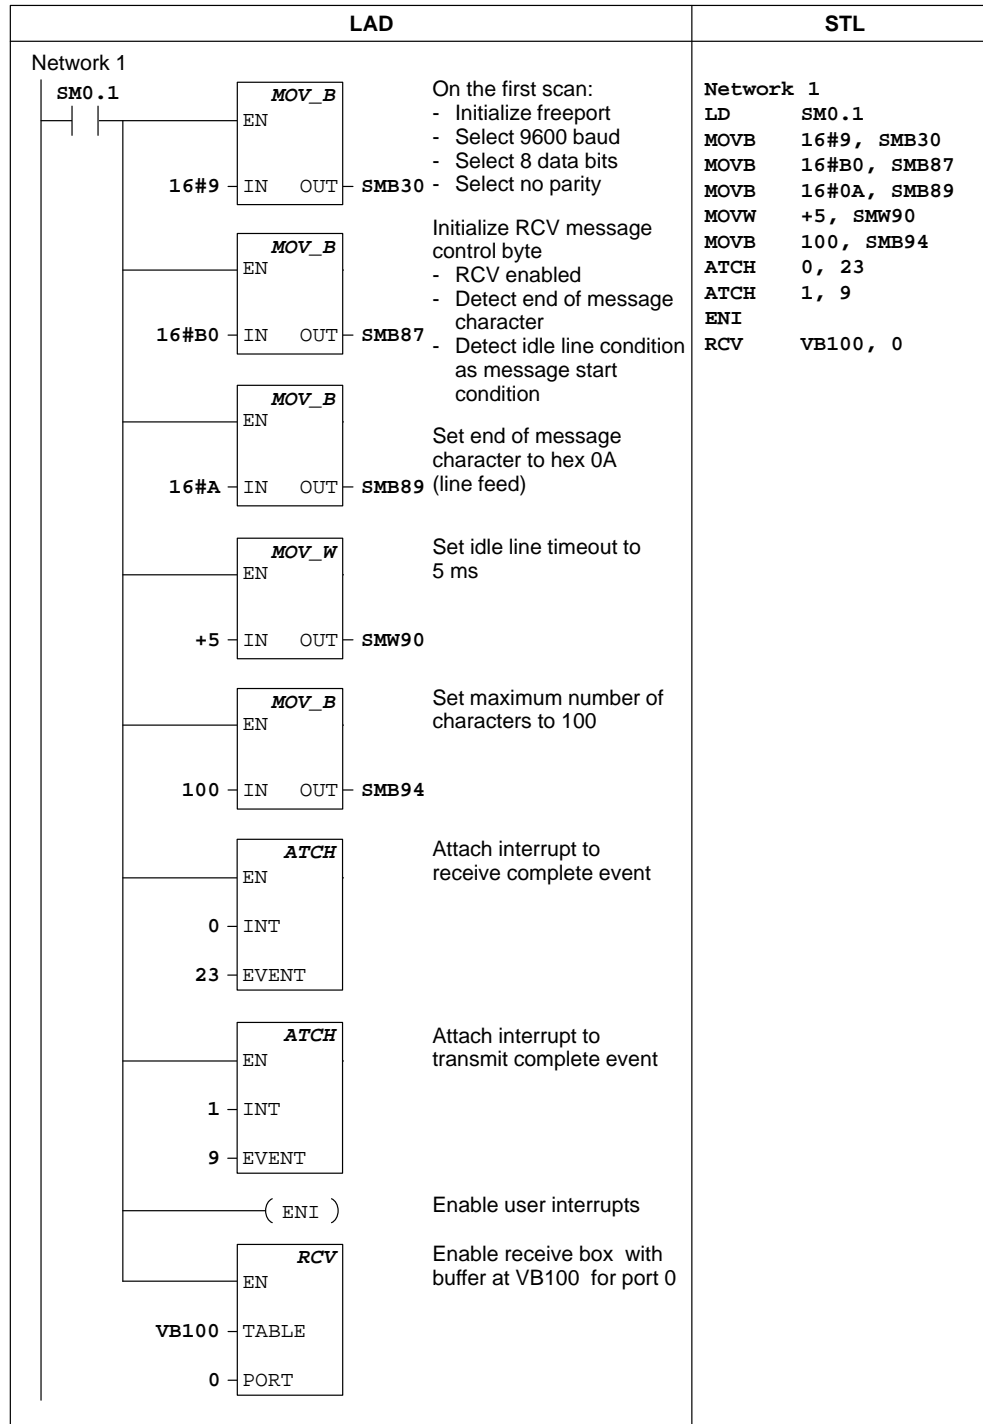 LAD
STL
Network 1
SM0.1
MOV_B
EN
16#9 IN OUT SMB30
On the first scan:
- Initialize freeport
- Select 9600 baud
- Select 8 data bits
- Select no parity
MOV_B
EN
16#B0 IN OUT SMB87
Initialize RCV message
control byte
- RCV enabled
- Detect end of message
character
- Detect idle line condition
as message start
condition
MOV_B
EN
16#A IN OUT SMB89
Set end of message
character to hex 0A
(line feed)
MOV_W
EN
+5 IN OUT SMW90
Set idle line timeout to
5 ms
MOV_B
EN
100 IN OUT SMB94
Set maximum number of
characters to 100
ATCH
EN
0 INT
23 EVENT
Attach interrupt to
receive complete event
ATCH
EN
1 INT
9 EVENT
Attach interrupt to
transmit complete event
( ENI )
Enable user interrupts
RCV
EN
VB100 TABLE
0 PORT
Enable receive box with
buffer at VB100 for port 0
Network 1
LD SM0.1
MOVB 16#9, SMB30
MOVB 16#B0, SMB87
MOVB 16#0A, SMB89
MOVW +5, SMW90
MOVB 100, SMB94
ATCH 0, 23
ATCH 1, 9
ENI
RCV VB100, 0